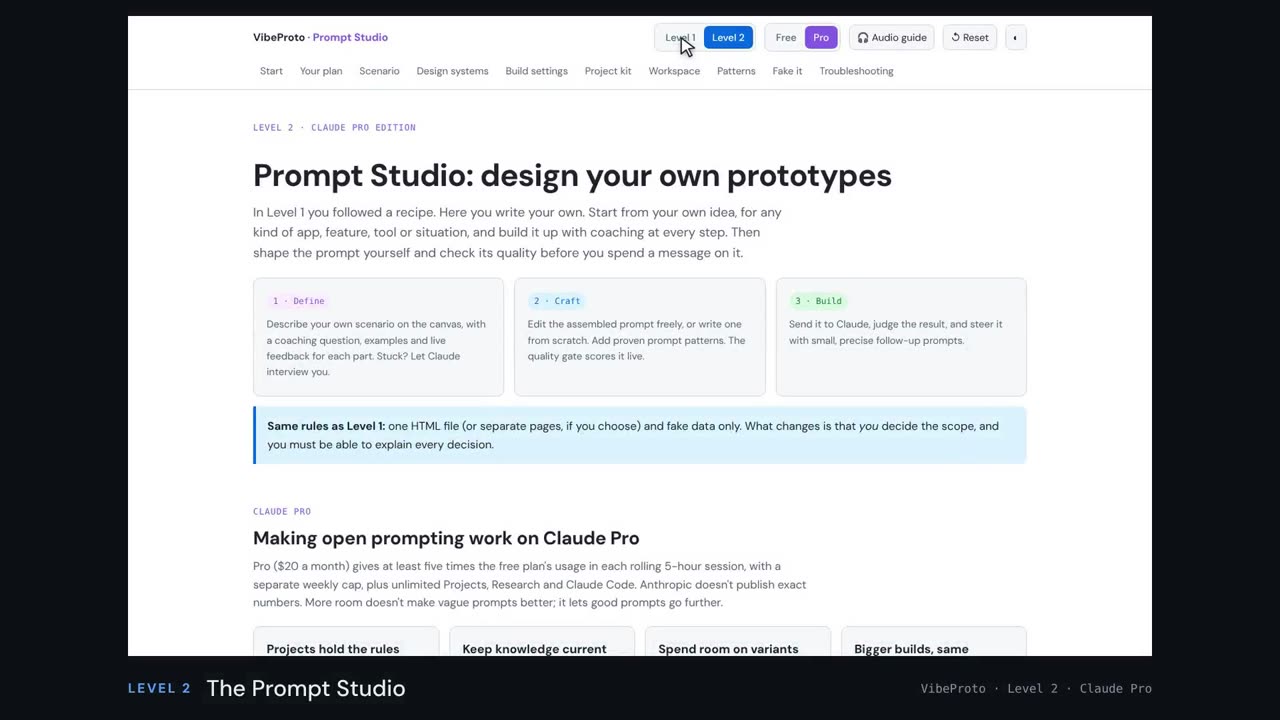 VibeProto · Prompt Studio
Level 1 Level 2 Free Pro 🎧 Audio guide ↺ Reset
Start Your plan Scenario Design systems Build settings Project kit Workspace Patterns Fake it Troubleshooting
LEVEL 2 · CLAUDE PRO EDITION
Prompt Studio: design your own prototypes
In Level 1 you followed a recipe. Here you write your own. Start from your own idea, for any
kind of app, feature, tool or situation, and build it up with coaching at every step. Then
shape the prompt yourself and check its quality before you spend a message on it.
1 · Define
Describe your own scenario on the canvas, with
a coaching question, examples and live
feedback for each part. Stuck? Let Claude
interview you.
2 · Craft
Edit the assembled prompt freely, or write one
from scratch. Add proven prompt patterns. The
quality gate scores it live.
3 · Build
Send it to Claude, judge the result, and steer it
with small, precise follow-up prompts.
Same rules as Level 1: one HTML file (or separate pages, if you choose) and fake data only. What changes is that you decide the scope, and
you must be able to explain every decision.
CLAUDE PRO
Making open prompting work on Claude Pro
Pro ($20 a month) gives at least five times the free plan's usage in each rolling 5-hour session, with a
separate weekly cap, plus unlimited Projects, Research and Claude Code. Anthropic doesn't publish exact
numbers. More room doesn't make vague prompts better; it lets good prompts go further.
Projects hold the rules
Keep knowledge current
Spend room on variants
Bigger builds, same
LEVEL 2 The Prompt Studio
VibeProto · Level 2 · Claude Pro